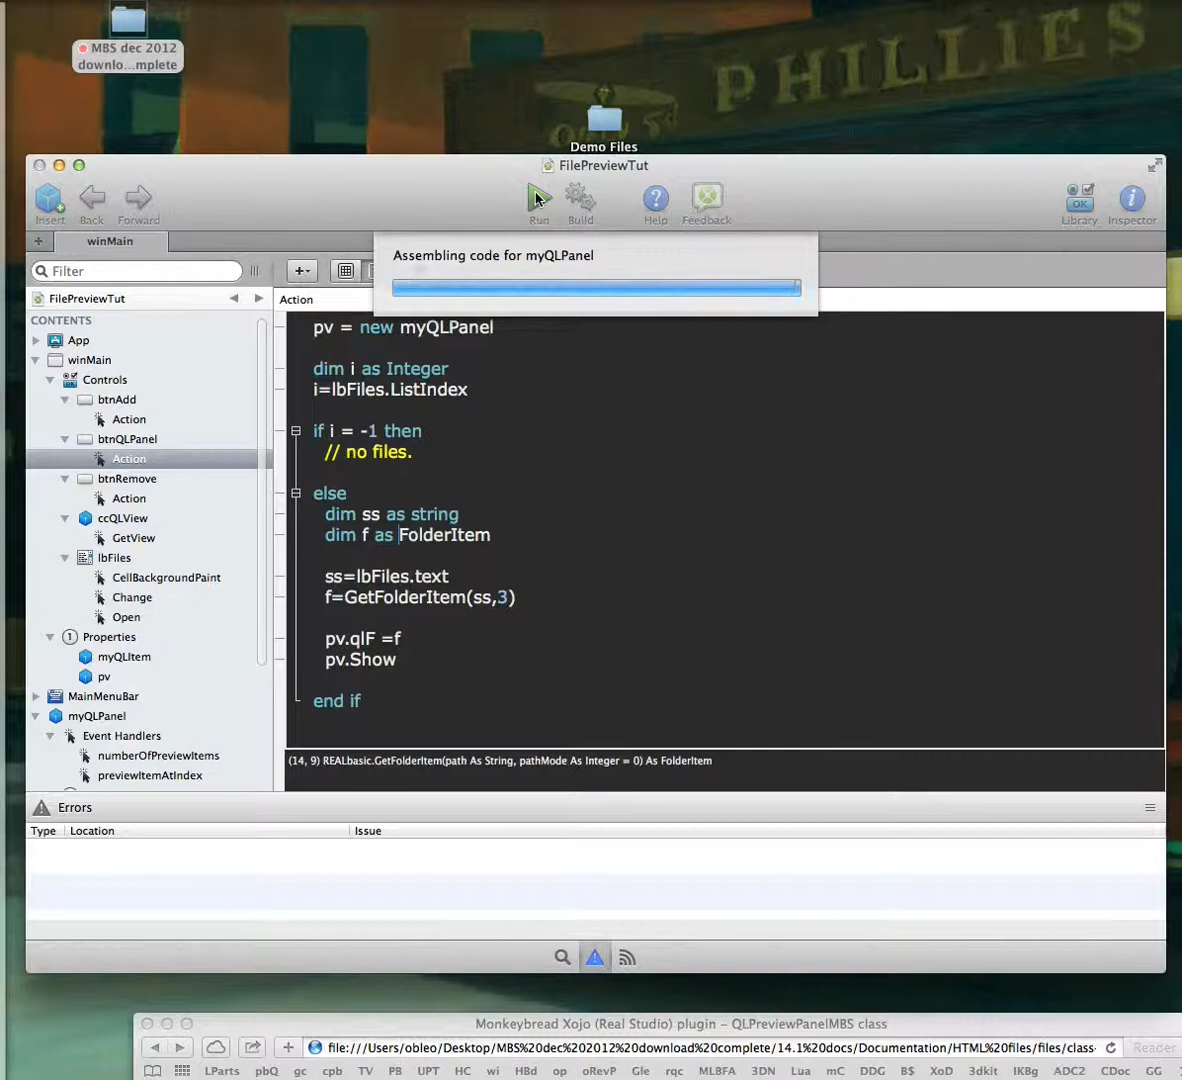 PHILLIES
MBS dec 2012
downlo...mplete
Demo Files
FilePreviewTut
Insert Back Forward Run Build Help Feedback Library Inspector
OK
winMain
Assembling code for myQLPanel
Filter
FilePreviewTut
Action
CONTENTS
App
winMain
Controls
btnAdd
Action
btnQLPanel
Action
btnRemove
Action
ccQLView
GetView
lbFiles
CellBackgroundPaint
Change
Open
Properties
myQLItem
pv
MainMenuBar
myQLPanel
Event Handlers
numberOfPreviewItems
previewItemAtIndex
pv = new myQLPanel
dim i as Integer
i=lbFiles.ListIndex
if i = -1 then
// no files.
else
dim ss as string
dim f as FolderItem
ss=lbFiles.text
f=GetFolderItem(ss,3)
pv.qlF =f
pv.Show
end if
(14, 9) REALbasic.GetFolderItem(path As String, pathMode As Integer = 0) As FolderItem
Errors
Type Location Issue
Monkeybread Xojo (Real Studio) plugin – QLPreviewPanelMBS class
file:///Users/obleo/Desktop/MBS%20dec%202012%20download%20complete/14.1%20docs/Documentation/HTML%20files/files/class- Reader
LParts pbQ gc cpb TV PB UPT HC wi HBd op oRevP Gle rqc MLBFA 3DN Lua mC DDG B$ XoD 3dkit IKEA ADC2 CDoc GG